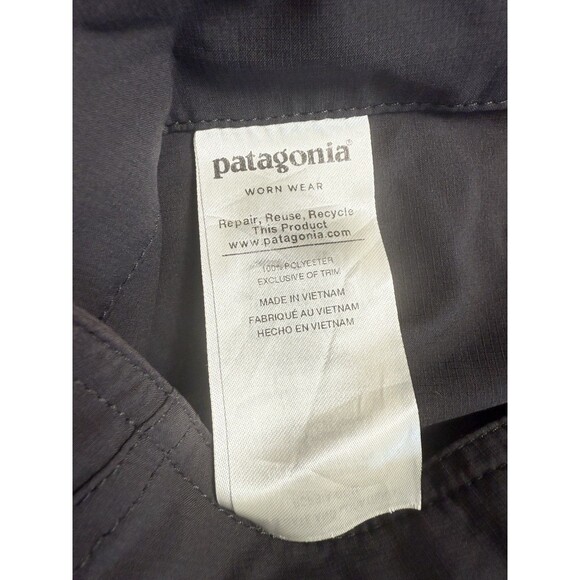 patagonia®
WORN WEAR
Repair, Reuse, Recycle
This Product
www.patagonia.com
100% POLYESTER
EXCLUSIVE OF TRIM
MADE IN VIETNAM
FABRIQUÉ AU VIETNAM
HECHO EN VIETNAM